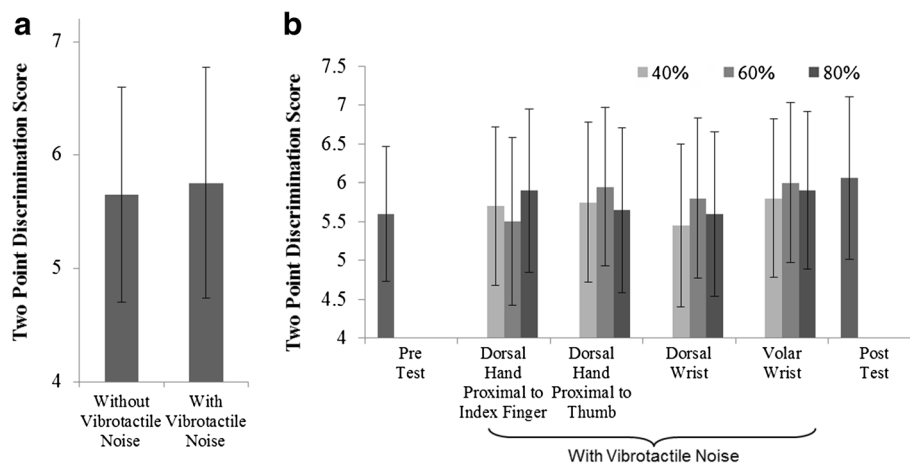 a
Two Point Discrimination Score
7
6
5
4
Without
Vibrotactile
Noise
With
Vibrotactile
Noise
b
Two Point Discrimination Score
7.5
7
6.5
6
5.5
5
4.5
4
40%
60%
80%
Pre
Test
Dorsal
Hand
Proximal to
Index Finger
Dorsal
Hand
Proximal to
Thumb
Dorsal
Wrist
Volar
Wrist
Post
Test
With Vibrotactile Noise